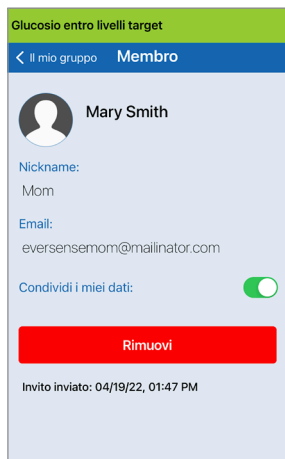 Glucosio entro livelli target
Il mio gruppo Membro
Mary Smith
Nickname:
Mom
Email:
eversensemom@mailinator.com
Condividi i miei dati:
Rimuovi
Invito inviato: 04/19/22, 01:47 PM